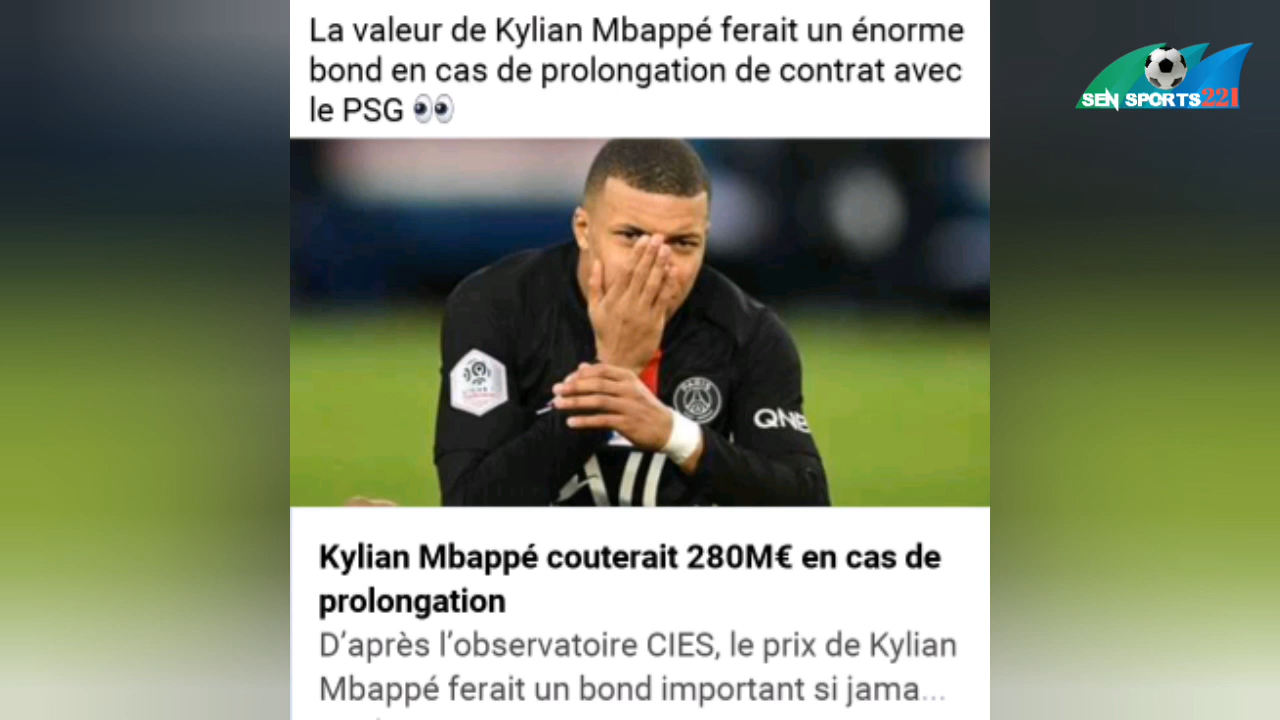 La valeur de Kylian Mbappé ferait un énorme
bond en cas de prolongation de contrat avec
le PSG 👀
SEN SPORTS221
PARIS
QNB
Kylian Mbappé couterait 280M€ en cas de
prolongation
D’après l’observatoire CIES, le prix de Kylian
Mbappé ferait un bond important si jama...